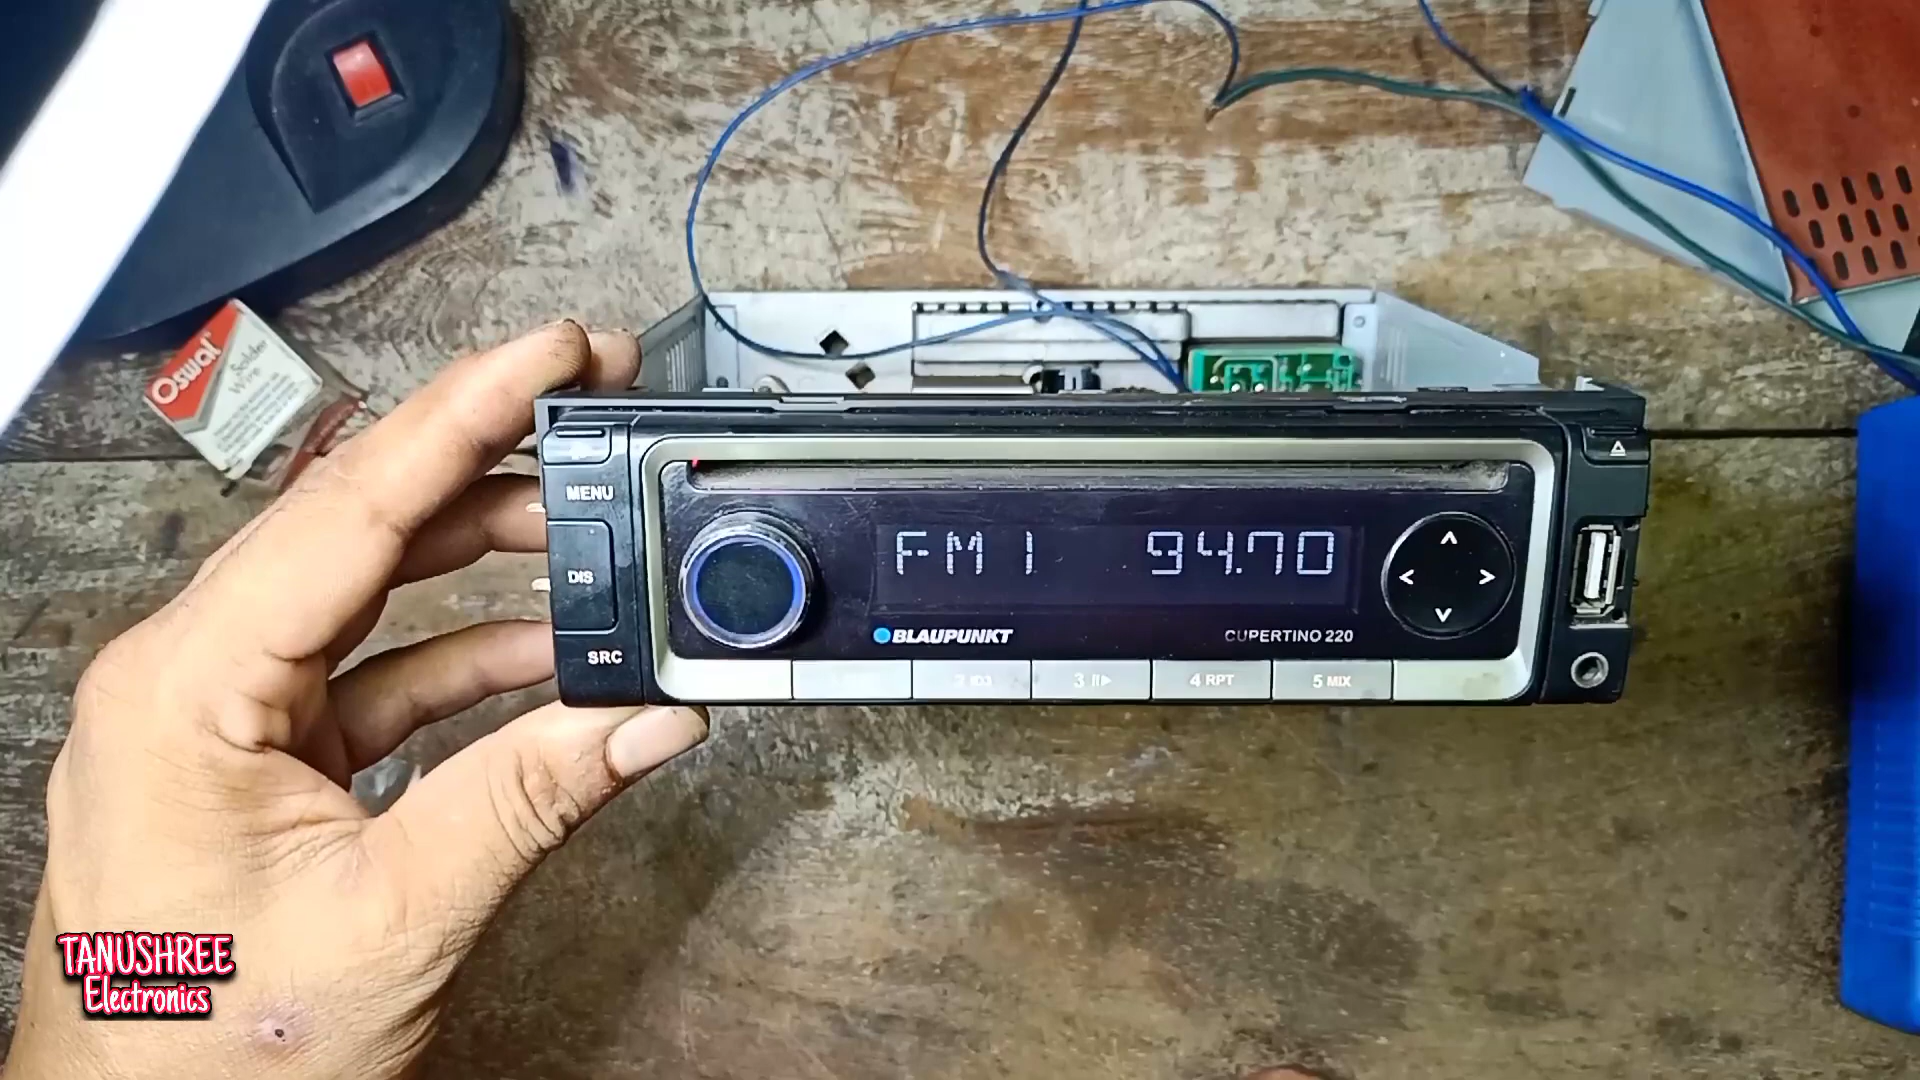 Oswal
Solder
Wire
MENU
DIS
SRC
FM1 94.70
BLAUPUNKT
CUPERTINO 220
3
4 RPT
5 MIX
TANUSHREE
Electronics